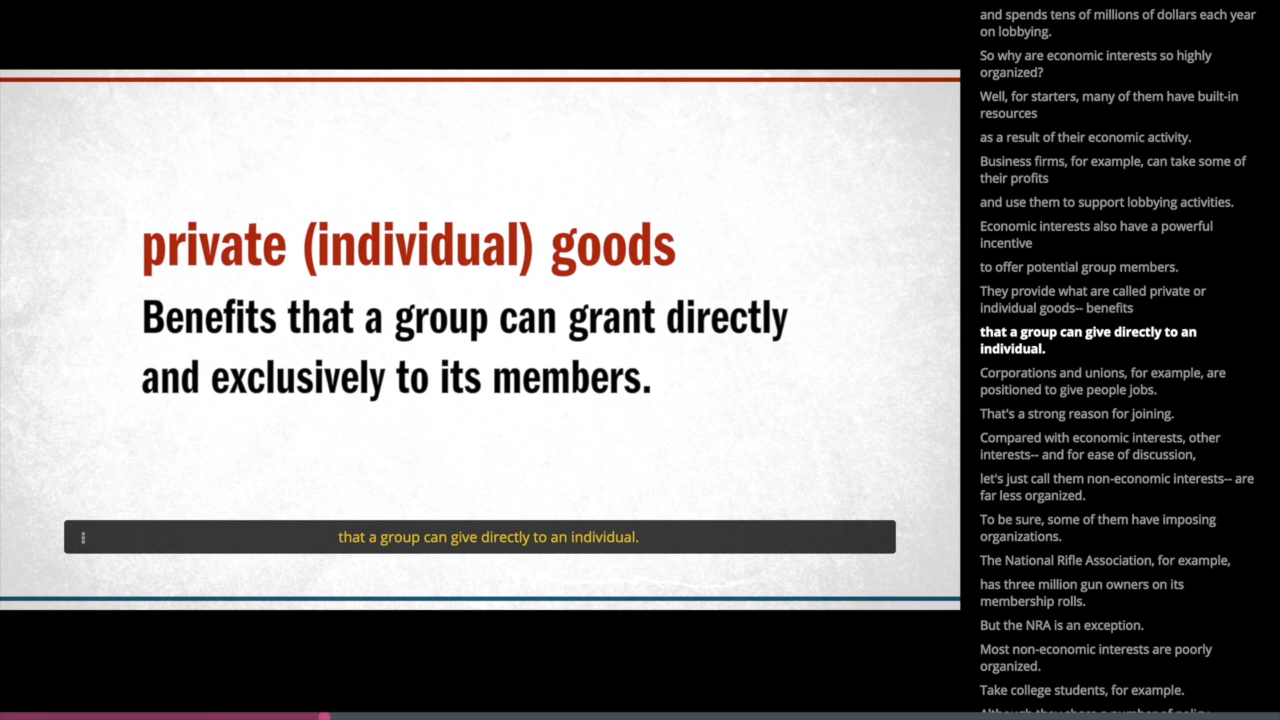 private (individual) goods
Benefits that a group can grant directly
and exclusively to its members.
that a group can give directly to an individual.
and spends tens of millions of dollars each year
on lobbying.
So why are economic interests so highly
organized?
Well, for starters, many of them have built-in
resources
as a result of their economic activity.
Business firms, for example, can take some of
their profits
and use them to support lobbying activities.
Economic interests also have a powerful
incentive
to offer potential group members.
They provide what are called private or
individual goods-- benefits
that a group can give directly to an
individual.
Corporations and unions, for example, are
positioned to give people jobs.
That's a strong reason for joining.
Compared with economic interests, other
interests-- and for ease of discussion,
let's just call them non-economic interests-- are
far less organized.
To be sure, some of them have imposing
organizations.
The National Rifle Association, for example,
has three million gun owners on its
membership rolls.
But the NRA is an exception.
Most non-economic interests are poorly
organized.
Take college students, for example.
Although they share a number of policy